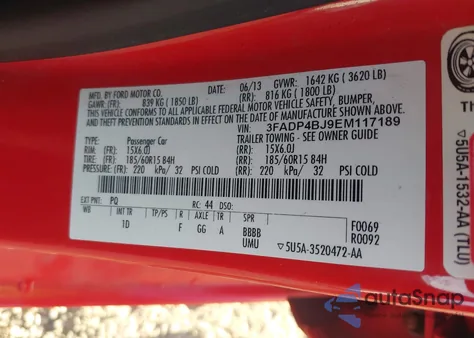 MFD. BY FORD MOTOR CO.
06/13 GVWR: 1642 KG ( 3620 LB)
GAWR: (FR): 839 KG ( 1850 LB) (RR): 816 KG ( 1800 LB)
THIS VEHICLE CONFORMS TO ALL APPLICABLE FEDERAL MOTOR VEHICLE SAFETY, BUMPER,
AND THEFT PREVENTION STANDARDS IN EFFECT ON THE DATE OF MANUFACTURE SHOWN ABOVE.
VIN: 3FADP4BJ9EM117189
TYPE: Passenger Car TRAILER TOWING - SEE OWNER GUIDE
RIM: 15X6.0J 15X6.0J
TIRE: (FR): 185/60R15 84H (RR): 185/60R15 84H
PRESSURE: (FR): 220 kPa/ 32 PSI COLD (RR): 220 kPa/ 32 PSI COLD
EXT PNT: PQ RC: 44 DSO:
WB INT TR TP/PS R AXLE TR SPR
1D F GG A BBBB
UMU
F0069
R0092
▽5U5A-3520472-AA
TH
▽5U5A-1532-AA (TLU)
autoSnap